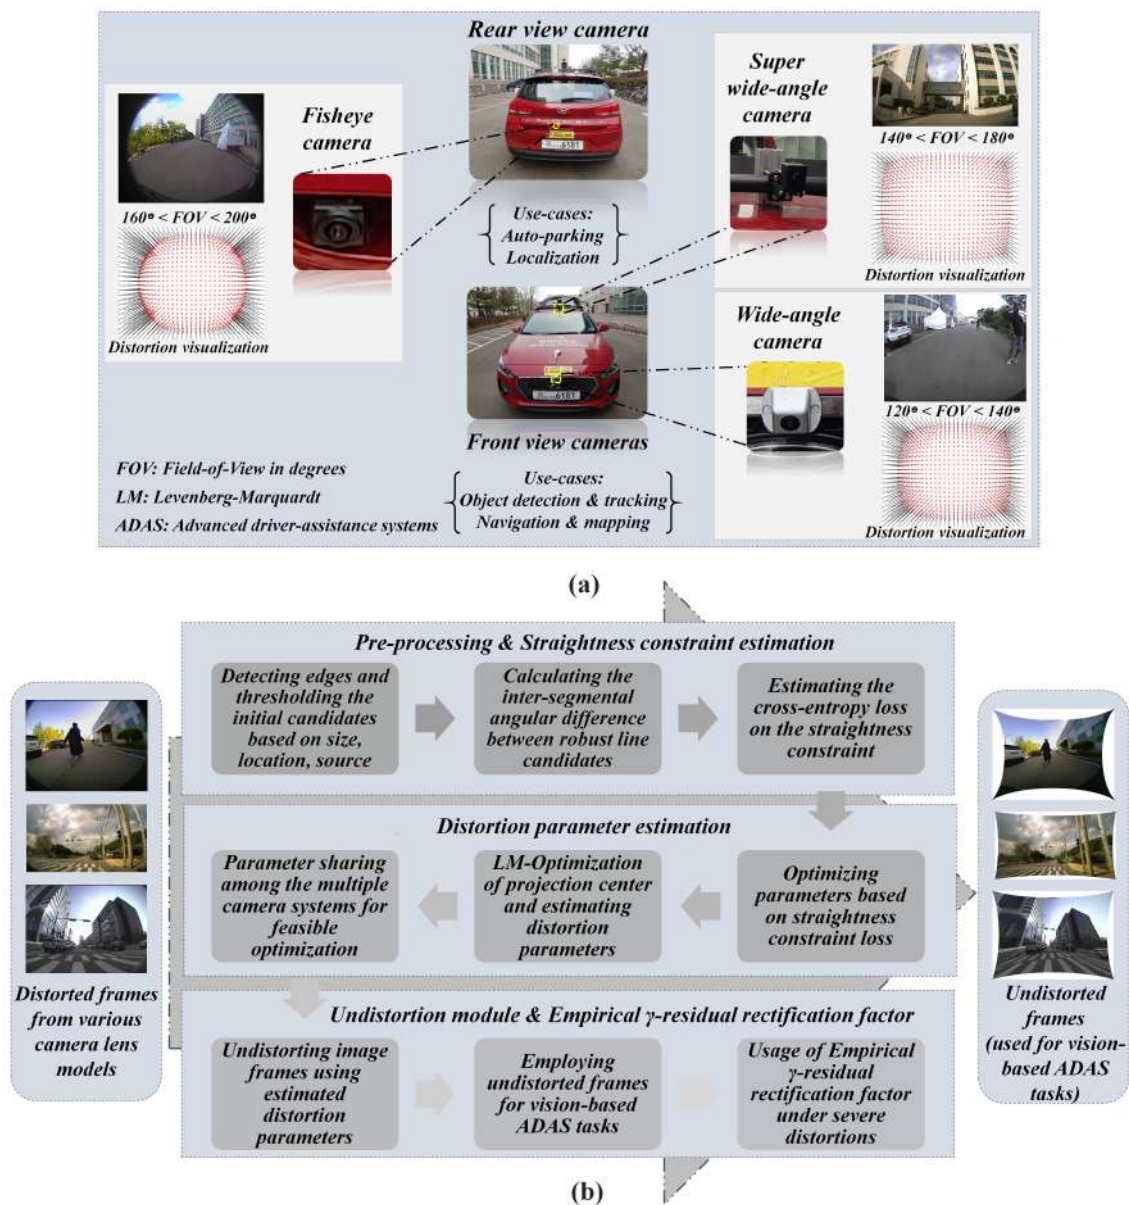 Rear view camera
Fisheye
camera
160° < FOV < 200°
Distortion visualization
6181
Use-cases:
Auto-parking
Localization
Super
wide-angle
camera
140° < FOV < 180°
Distortion visualization
6181
Front view cameras
Use-cases:
Object detection & tracking
Navigation & mapping
Wide-angle
camera
120° < FOV < 140°
Distortion visualization
FOV: Field-of-View in degrees
LM: Levenberg-Marquardt
ADAS: Advanced driver-assistance systems
(a)
Distorted frames
from various
camera lens
models
Pre-processing & Straightness constraint estimation
Detecting edges and
thresholding the
initial candidates
based on size,
location, source
Calculating the
inter-segmental
angular difference
between robust line
candidates
Estimating the
cross-entropy loss
on the straightness
constraint
Distortion parameter estimation
Parameter sharing
among the multiple
camera systems for
feasible optimization
LM-Optimization
of projection center
and estimating
distortion
parameters
Optimizing
parameters based
on straightness
constraint loss
Undistortion module & Empirical γ-residual rectification factor
Undistorting image
frames using
estimated
distortion
parameters
Employing
undistorted frames
for vision-based
ADAS tasks
Usage of Empirical
γ-residual
rectification factor
under severe
distortions
Undistorted
frames
(used for vision-
based ADAS
tasks)
(b)